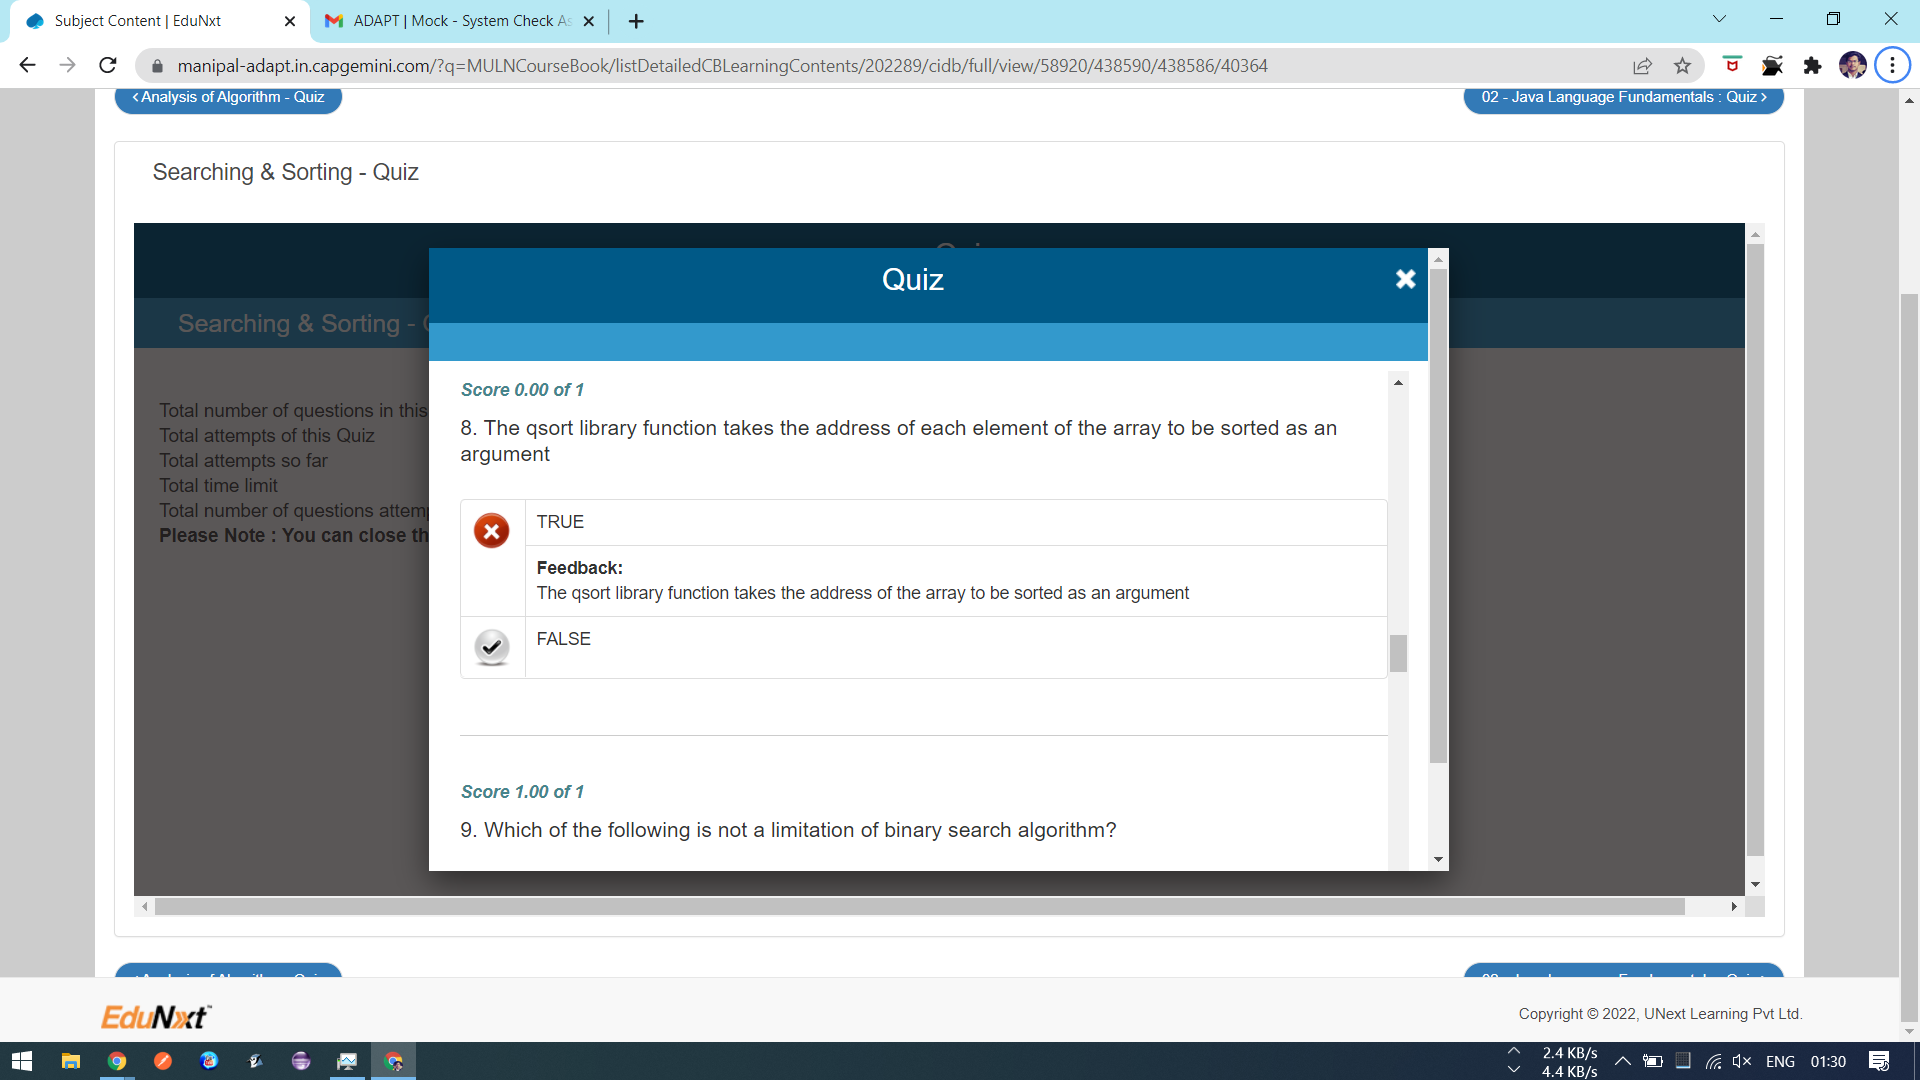 Subject Content | EduNxt
ADAPT | Mock - System Check As
manipal-adapt.in.capgemini.com/?q=MULNCourseBook/listDetailedCBLearningContents/202289/cidb/full/view/58920/438590/438586/40364
‹ Analysis of Algorithm - Quiz
02 - Java Language Fundamentals : Quiz ›
Searching & Sorting - Quiz
Quiz
Searching & Sorting -
Total number of questions in this
Total attempts of this Quiz
Total attempts so far
Total time limit
Total number of questions attem
Please Note : You can close th
Score 0.00 of 1
8. The qsort library function takes the address of each element of the array to be sorted as an
argument
TRUE
Feedback:
The qsort library function takes the address of the array to be sorted as an argument
FALSE
Score 1.00 of 1
9. Which of the following is not a limitation of binary search algorithm?
EduNxt
Copyright © 2022, UNext Learning Pvt Ltd.
2.4 KB/s
4.4 KB/s
ENG
01:30